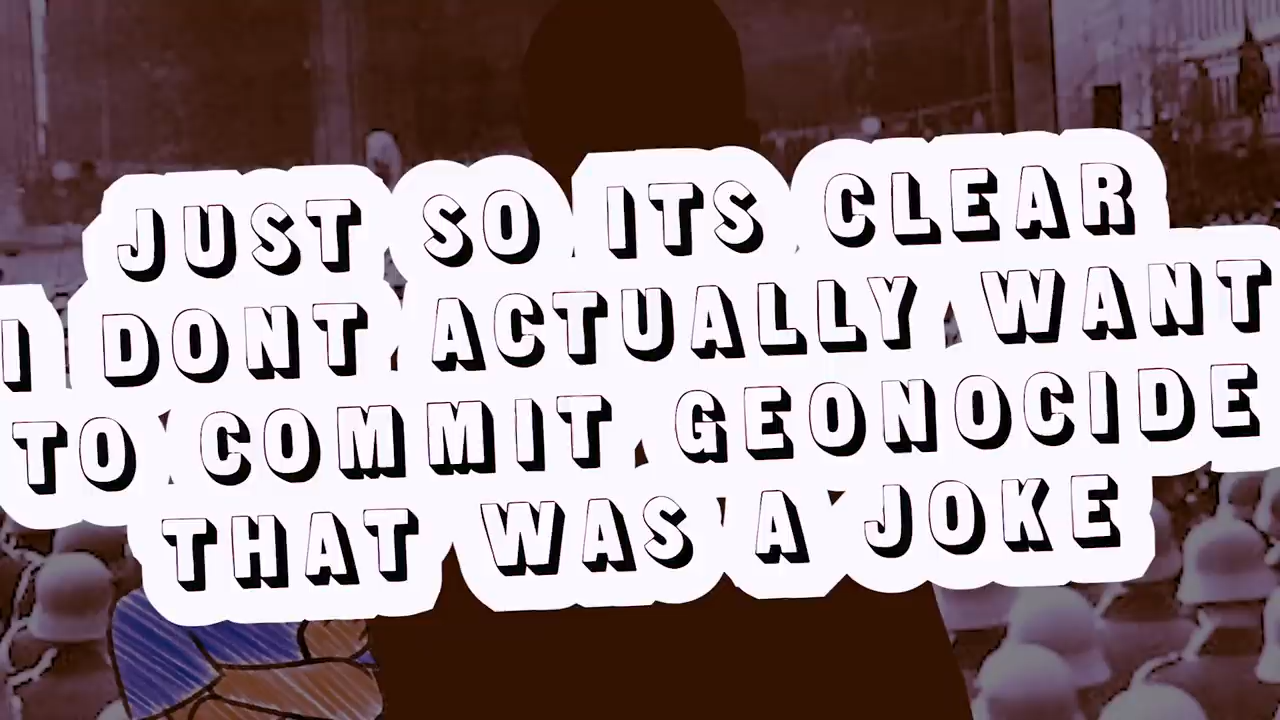 JUST SO ITS CLEAR
I DONT ACTUALLY WANT
TO COMMIT GEONOCIDE
THAT WAS A JOKE